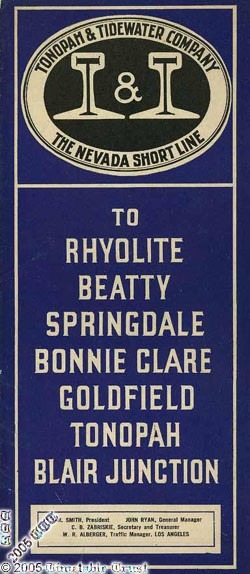 TONOPAH & TIDEWATER COMPANY
T & T
THE NEVADA SHORT LINE
TO
RHYOLITE
BEATTY
SPRINGDALE
BONNIE CLARE
GOLDFIELD
TONOPAH
BLAIR JUNCTION
SMITH, President JOHN RYAN, General Manager
C. B. ZABRISKIE, Secretary and Treasurer
W. R. ALBERGER, Traffic Manager, LOS ANGELES
© 2005